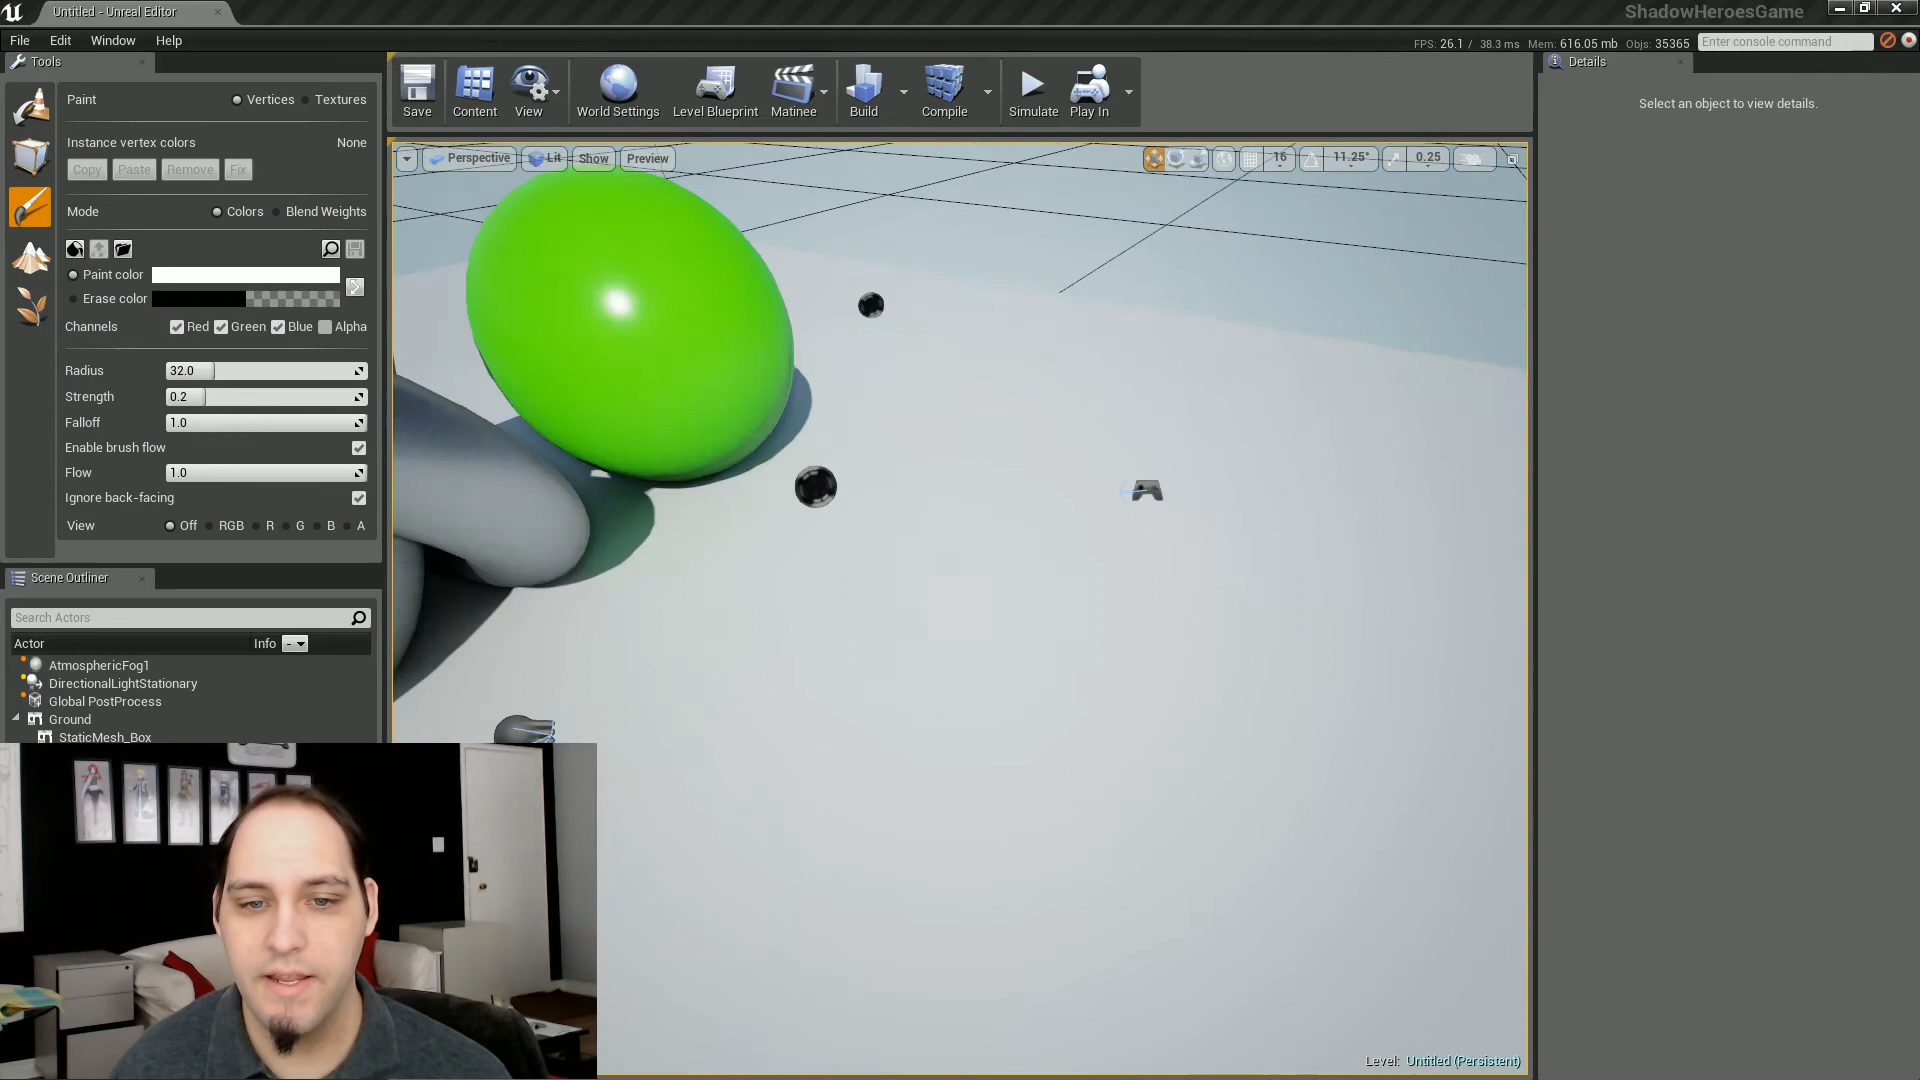 Untitled - Unreal Editor
ShadowHeroesGame
File Edit Window Help
FPS: 26.1 / 38.3 ms Mem: 616.05 mb Objs: 35365 Enter console command
Tools
Details
Paint Vertices Textures
Instance vertex colors None
Copy Paste Remove Fix
Mode Colors Blend Weights
Paint color
Erase color
Channels Red Green Blue Alpha
Radius 32.0
Strength 0.2
Falloff 1.0
Enable brush flow
Flow 1.0
Ignore back-facing
View Off RGB R G B A
Save Content View World Settings Level Blueprint Matinee Build Compile Simulate Play In
Perspective Lit Show Preview
16 11.25° 0.25
Select an object to view details.
Scene Outliner
Search Actors
Actor Info -
AtmosphericFog1
DirectionalLightStationary
Global PostProcess
Ground
StaticMesh_Box
Level: Untitled (Persistent)